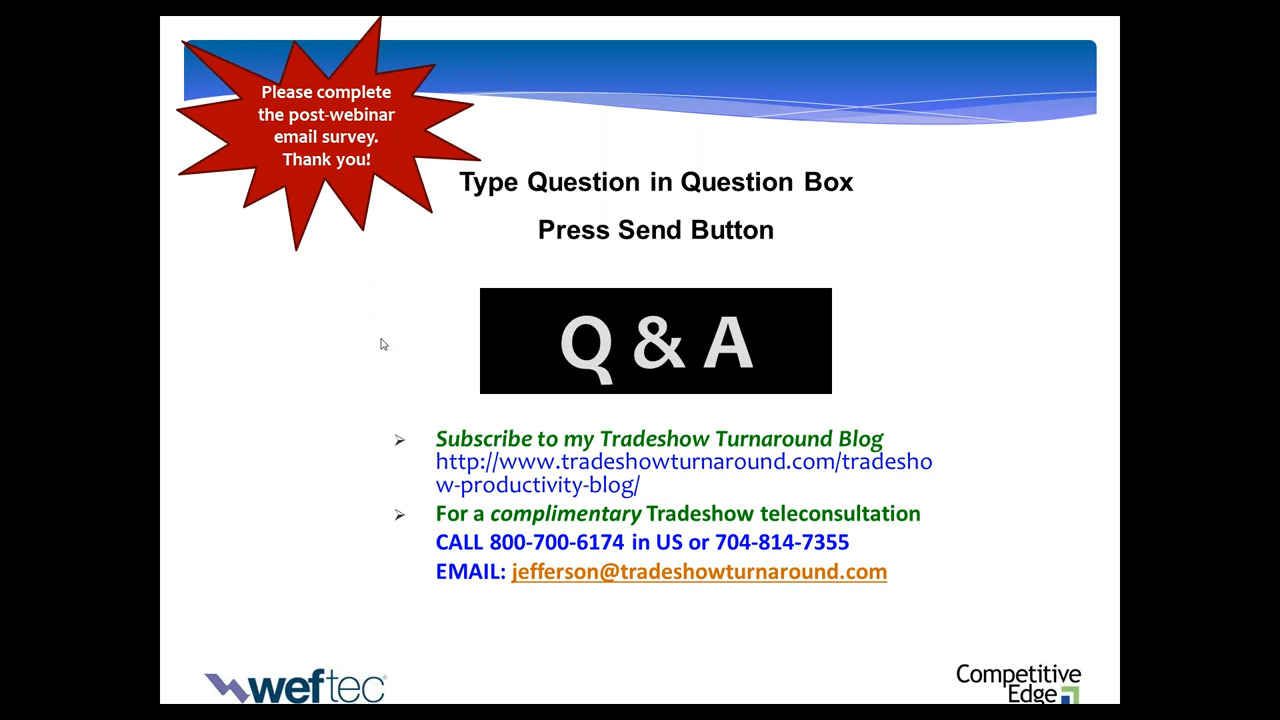 Please complete
the post-webinar
email survey.
Thank you!
Type Question in Question Box
Press Send Button
Q & A
Subscribe to my Tradeshow Turnaround Blog
http://www.tradeshowturnaround.com/tradesho
w-productivity-blog/
For a complimentary Tradeshow teleconsultation
CALL 800-700-6174 in US or 704-814-7355
EMAIL: jefferson@tradeshowturnaround.com
weftec
Competitive
Edge